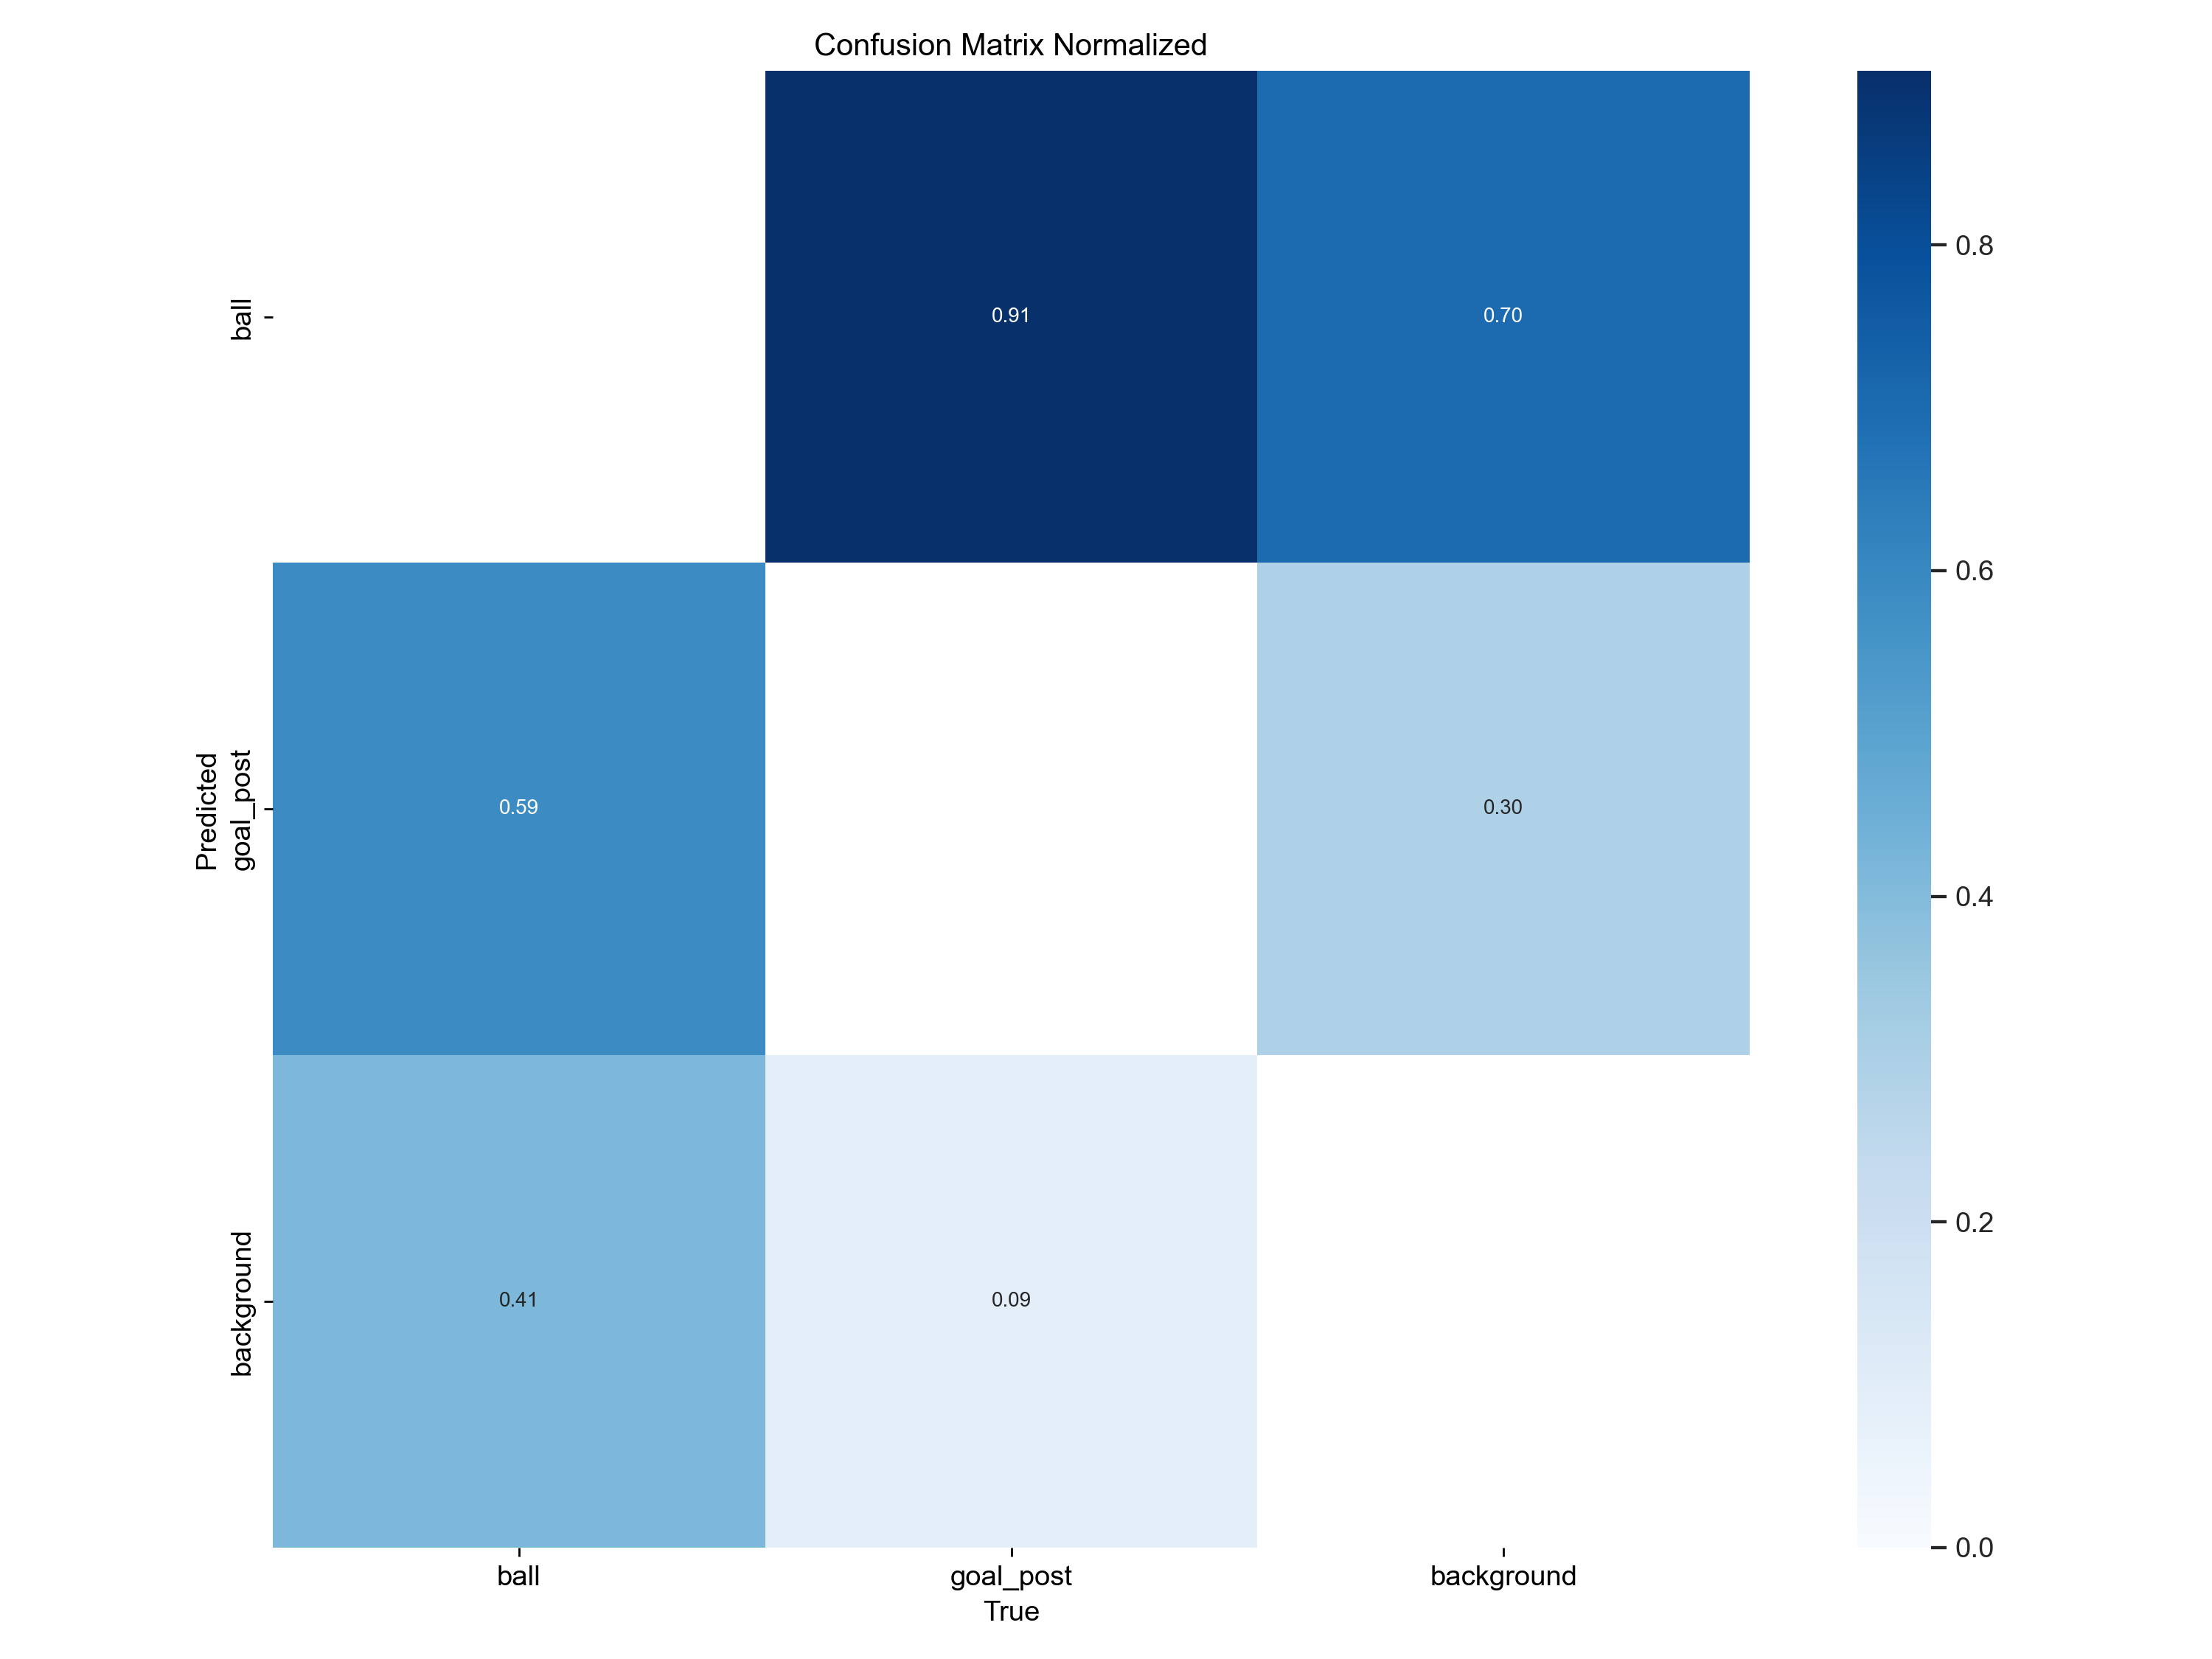 Confusion Matrix Normalized
ball
0.91
0.70
0.8
0.6
Predicted
goal_post
0.59
0.30
0.4
0.2
background
0.41
0.09
0.0
ball
goal_post
background
True